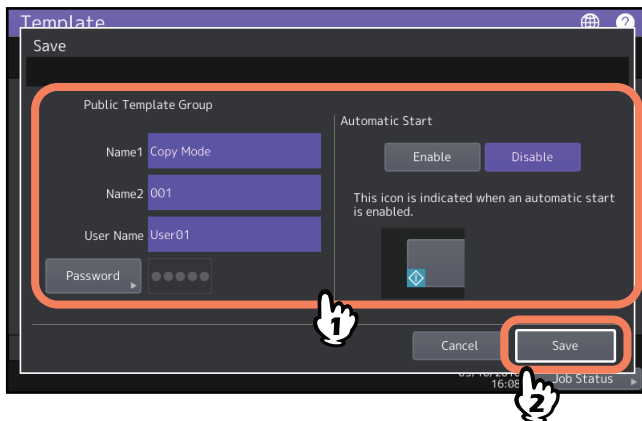 Template
Save
Public Template Group
Name1 Copy Mode
Name2 001
User Name User01
Password
Automatic Start
Enable
Disable
This icon is indicated when an automatic start
is enabled.
1
Cancel
Save
16:08
Job Status
2